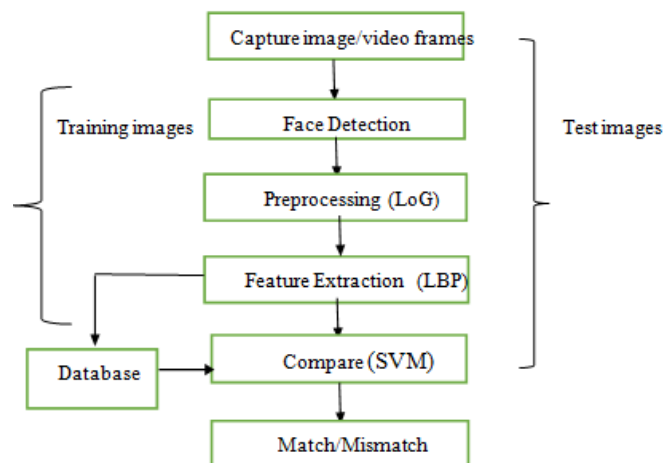 Capture image/video frames
Training images
Face Detection
Test images
Preprocessing (LoG)
Feature Extraction (LBP)
Database
Compare (SVM)
Match/Mismatch